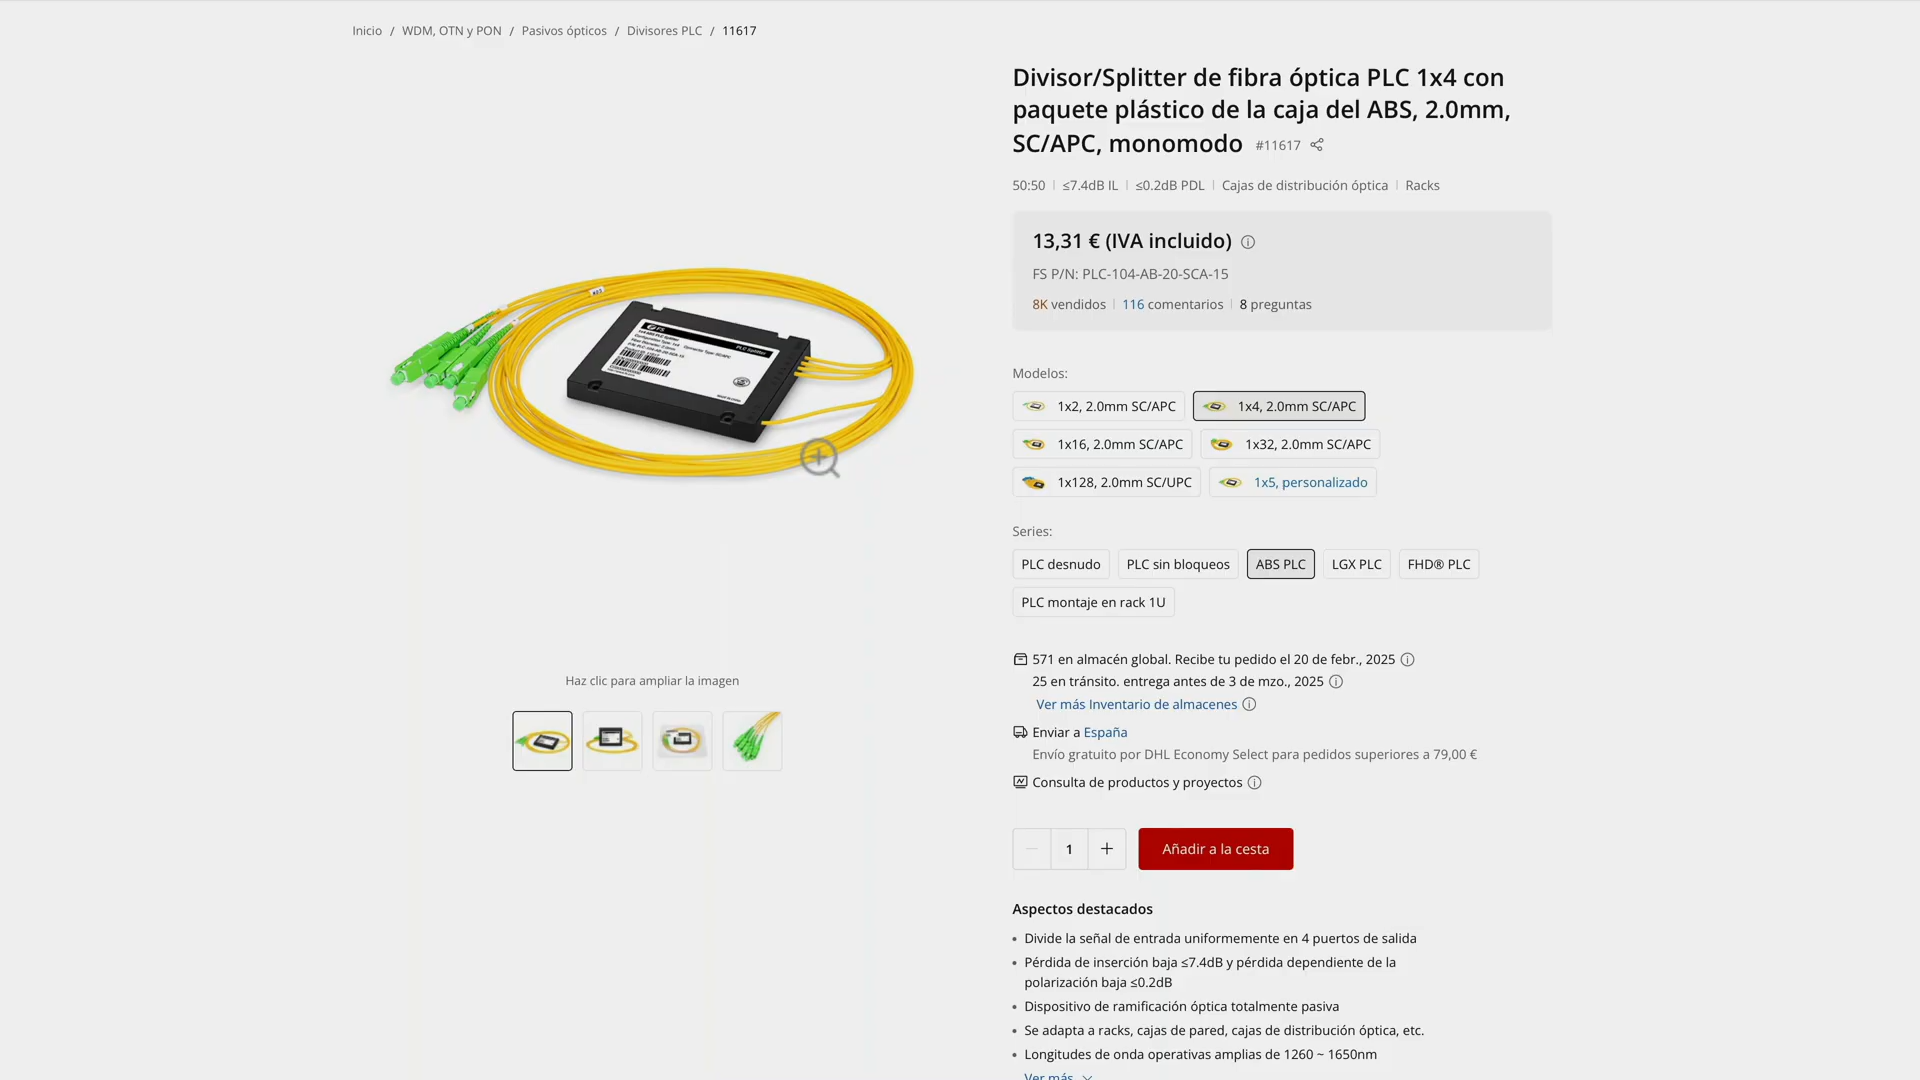 Inicio / WDM, OTN y PON / Pasivos ópticos / Divisores PLC / 11617
Divisor/Splitter de fibra óptica PLC 1x4 con
paquete plástico de la caja del ABS, 2.0mm,
SC/APC, monomodo #11617
50:50 | ≤7.4dB IL | ≤0.2dB PDL | Cajas de distribución óptica | Racks
13,31 € (IVA incluido)
FS P/N: PLC-104-AB-20-SCA-15
8K vendidos | 116 comentarios | 8 preguntas
FS
PLC Splitter
Modelos:
1x2, 2.0mm SC/APC
1x4, 2.0mm SC/APC
1x16, 2.0mm SC/APC
1x32, 2.0mm SC/APC
1x128, 2.0mm SC/UPC
1x5, personalizado
Series:
PLC desnudo
PLC sin bloqueos
ABS PLC
LGX PLC
FHD® PLC
PLC montaje en rack 1U
571 en almacén global. Recibe tu pedido el 20 de febr., 2025
25 en tránsito. entrega antes de 3 de mzo., 2025
Ver más Inventario de almacenes
Enviar a España
Envío gratuito por DHL Economy Select para pedidos superiores a 79,00 €
Consulta de productos y proyectos
Haz clic para ampliar la imagen
1
Añadir a la cesta
Aspectos destacados
• Divide la señal de entrada uniformemente en 4 puertos de salida
• Pérdida de inserción baja ≤7.4dB y pérdida dependiente de la
polarización baja ≤0.2dB
• Dispositivo de ramificación óptica totalmente pasiva
• Se adapta a racks, cajas de pared, cajas de distribución óptica, etc.
• Longitudes de onda operativas amplias de 1260 ~ 1650nm
Ver más